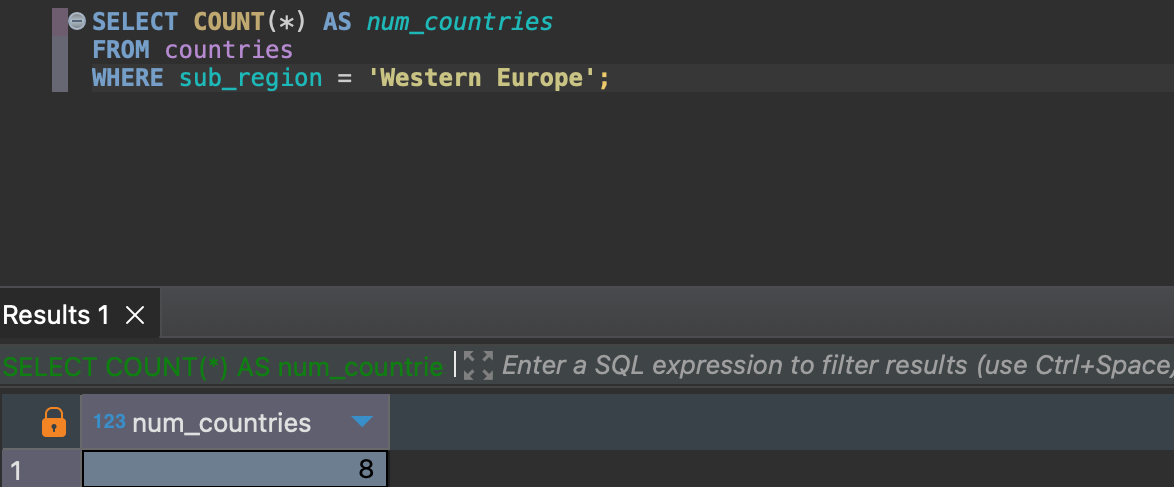 SELECT COUNT(*) AS num_countries
FROM countries
WHERE sub_region = 'Western Europe';
Results 1
SELECT COUNT(*) AS num_countrie Enter a SQL expression to filter results (use Ctrl+Space)
123 num_countries
1 8